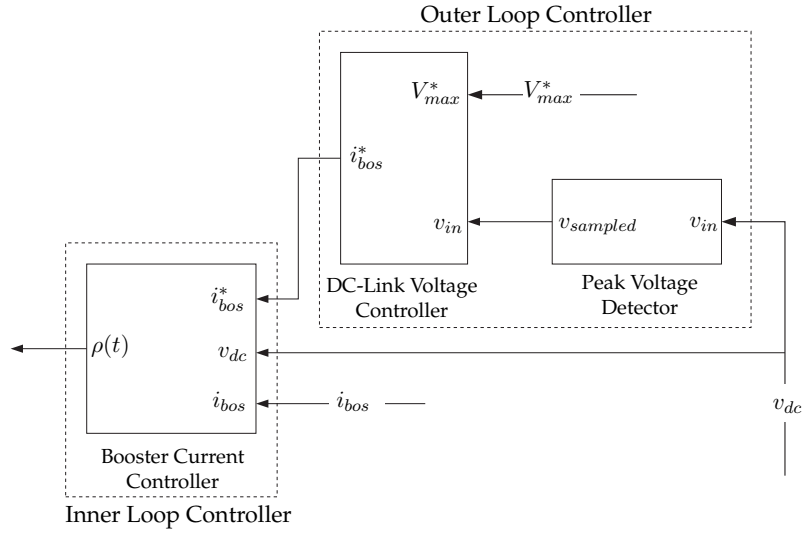 Outer Loop Controller
V*max
V*max
i*bos
vin
vsampled
vin
DC-Link Voltage
Controller
Peak Voltage
Detector
i*bos
ρ(t)
vdc
ibos
ibos
vdc
Booster Current
Controller
Inner Loop Controller